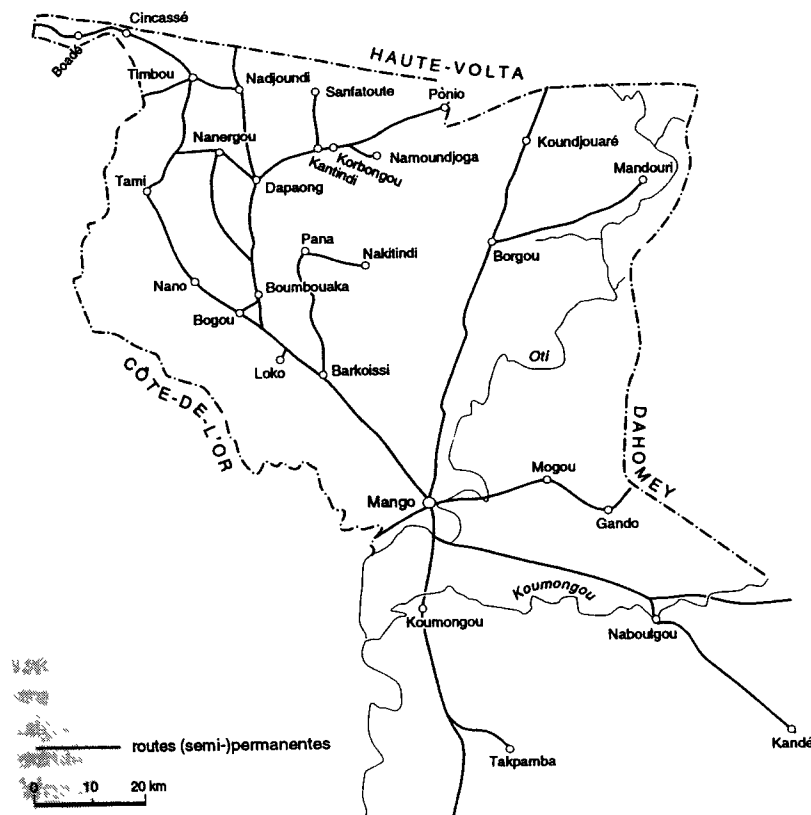 Cincassé
Boadé
HAUTE-VOLTA
Timbou
Nadjoundi
Sanfatoute
Pònio
Nanergou
Kantindi
Korbongou
Namoundjoga
Koundjouaré
Mandouri
Tami
Dapaong
Pana
Nakitindi
Borgou
Nano
Boumbouaka
Bogou
Loko
Barkoissi
Oti
CÔTE-DE-L'OR
DAHOMEY
Mango
Mogou
Gando
Koumongou
Koumongou
Naboulgou
Kandé
Takpamba
routes (semi-)permanentes
0 10 20 km